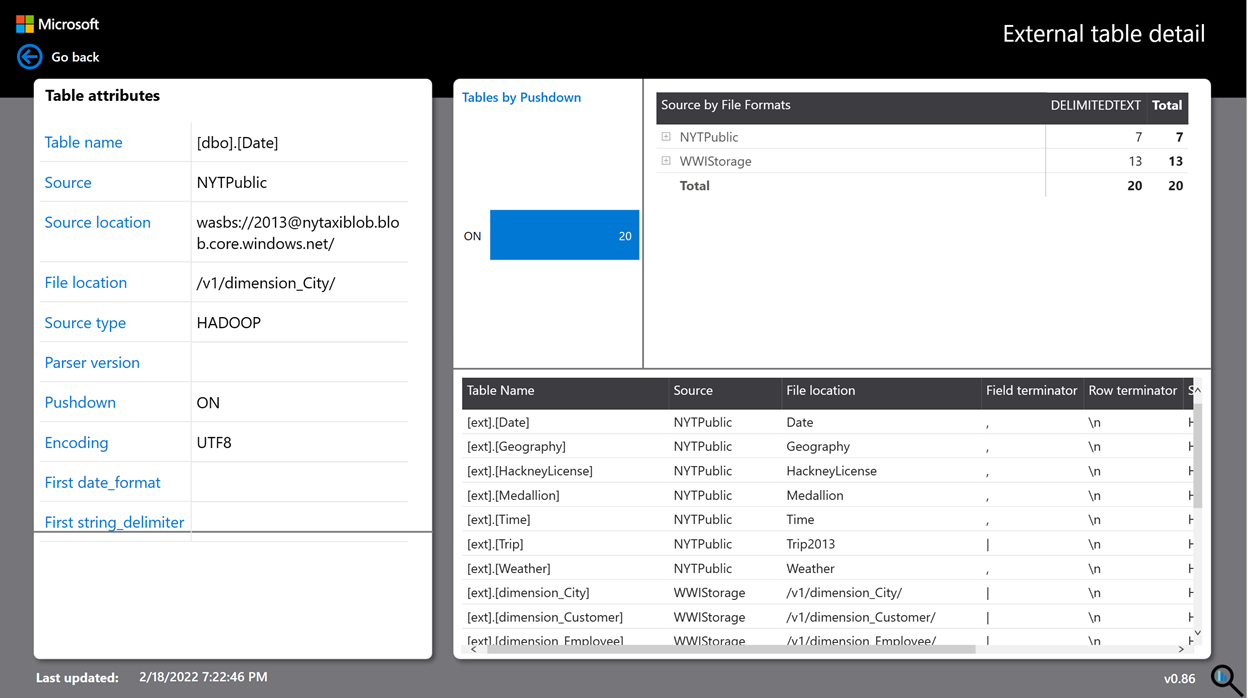 Microsoft
External table detail
Go back
Table attributes
Table name [dbo].[Date]
Source NYTPublic
Source location wasbs://2013@nytaxiblob.blo
b.core.windows.net/
File location /v1/dimension_City/
Source type HADOOP
Parser version
Pushdown ON
Encoding UTF8
First date_format
First string_delimiter
Tables by Pushdown
ON 20
Source by File Formats DELIMITEDTEXT Total
NYTPublic 7 7
WWIStorage 13 13
Total 20 20
Table Name Source File location Field terminator Row terminator
[ext].[Date] NYTPublic Date , \n
[ext].[Geography] NYTPublic Geography , \n
[ext].[HackneyLicense] NYTPublic HackneyLicense , \n
[ext].[Medallion] NYTPublic Medallion , \n
[ext].[Time] NYTPublic Time , \n
[ext].[Trip] NYTPublic Trip2013 | \n
[ext].[Weather] NYTPublic Weather , \n
[ext].[dimension_City] WWIStorage /v1/dimension_City/ | \n
[ext].[dimension_Customer] WWIStorage /v1/dimension_Customer/ | \n
[ext].[dimension_Employee] WWIStorage /v1/dimension_Employee/ | \n
Last updated: 2/18/2022 7:22:46 PM
v0.86